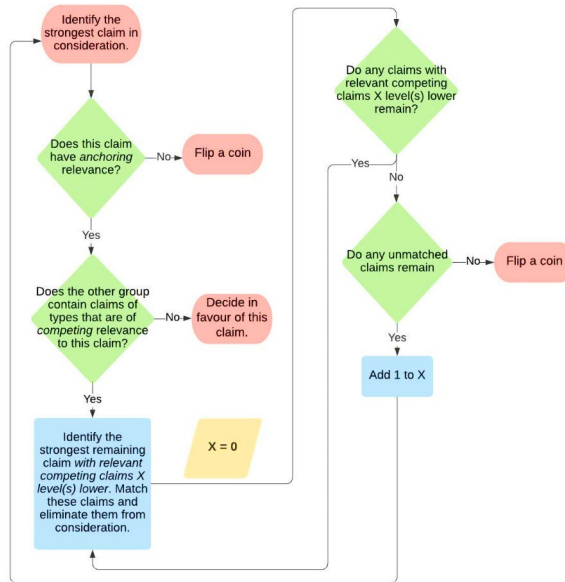 Identify the
strongest claim in
consideration.
Does this claim
have anchoring
relevance?
No
Flip a coin
Yes
Does the other group
contain claims of
types that are of
competing relevance
to this claim?
No
Decide in
favour of this
claim.
Yes
Identify the
strongest remaining
claim with relevant
competing claims X
level(s) lower. Match
these claims and
eliminate them from
consideration.
X = 0
Do any claims with
relevant competing
claims X level(s) lower
remain?
Yes
No
Do any unmatched
claims remain
No
Flip a coin
Yes
Add 1 to X